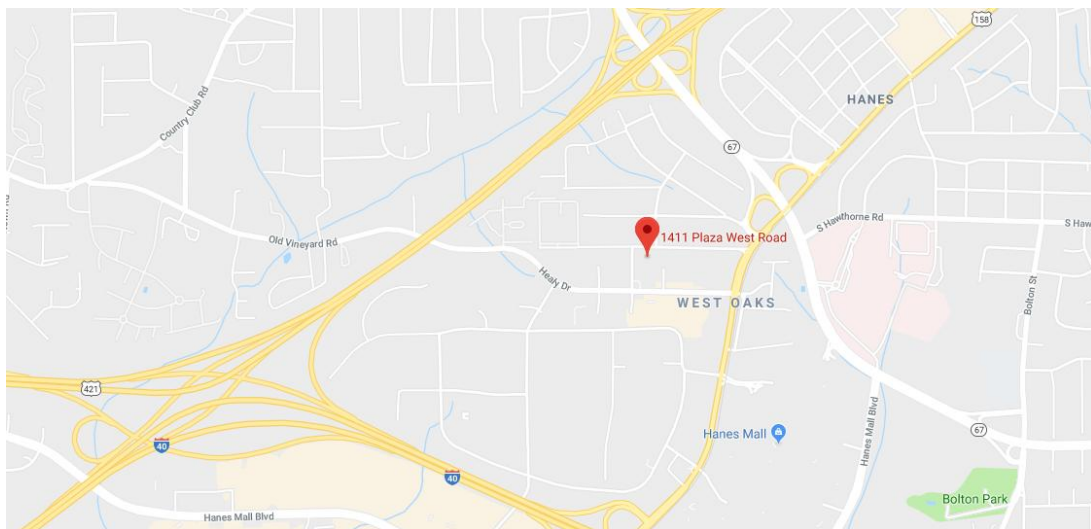 158
HANES
Country Club Rd
67
S Hawthorne Rd
S Haw
Old Vineyard Rd
1411 Plaza West Road
Healy Dr
WEST OAKS
Bolton St
421
Hanes Mall Blvd
Hanes Mall
67
40
40
Bolton Park
Hanes Mall Blvd